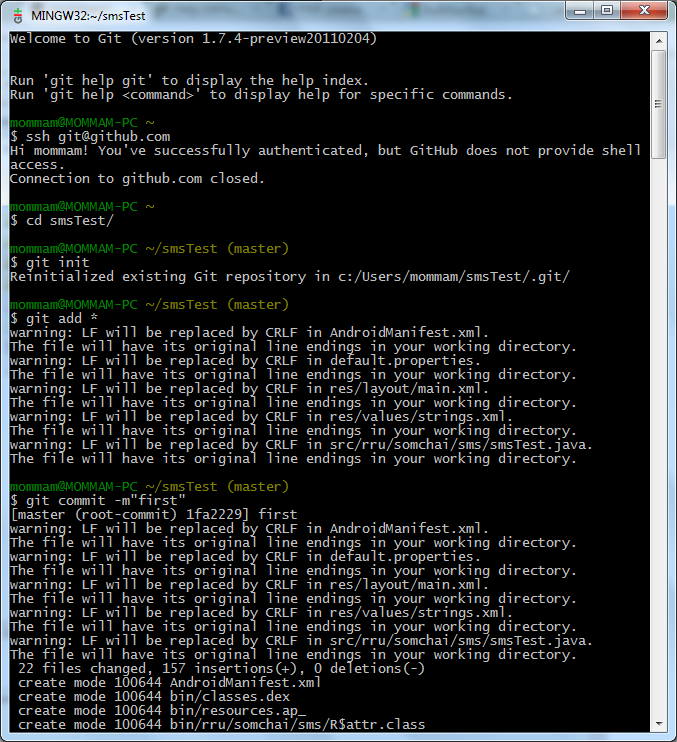 MINGW32:~/smsTest
Welcome to Git (version 1.7.4-preview20110204)
Run 'git help git' to display the help index.
Run 'git help <command>' to display help for specific commands.
mommam@MOMMAM-PC ~
$ ssh git@github.com
Hi mommam! You've successfully authenticated, but GitHub does not provide shell
access.
Connection to github.com closed.
mommam@MOMMAM-PC ~
$ cd smsTest/
mommam@MOMMAM-PC ~/smsTest (master)
$ git init
Reinitialized existing Git repository in c:/Users/mommam/smsTest/.git/
mommam@MOMMAM-PC ~/smsTest (master)
$ git add *
warning: LF will be replaced by CRLF in AndroidManifest.xml.
The file will have its original line endings in your working directory.
warning: LF will be replaced by CRLF in default.properties.
The file will have its original line endings in your working directory.
warning: LF will be replaced by CRLF in res/layout/main.xml.
The file will have its original line endings in your working directory.
warning: LF will be replaced by CRLF in res/values/strings.xml.
The file will have its original line endings in your working directory.
warning: LF will be replaced by CRLF in src/rru/somchai/sms/smsTest.java.
The file will have its original line endings in your working directory.
mommam@MOMMAM-PC ~/smsTest (master)
$ git commit -m"first"
[master (root-commit) 1fa2229] first
warning: LF will be replaced by CRLF in AndroidManifest.xml.
The file will have its original line endings in your working directory.
warning: LF will be replaced by CRLF in default.properties.
The file will have its original line endings in your working directory.
warning: LF will be replaced by CRLF in res/layout/main.xml.
The file will have its original line endings in your working directory.
warning: LF will be replaced by CRLF in res/values/strings.xml.
The file will have its original line endings in your working directory.
warning: LF will be replaced by CRLF in src/rru/somchai/sms/smsTest.java.
The file will have its original line endings in your working directory.
 22 files changed, 157 insertions(+), 0 deletions(-)
 create mode 100644 AndroidManifest.xml
 create mode 100644 bin/classes.dex
 create mode 100644 bin/resources.ap_
 create mode 100644 bin/rru/somchai/sms/R$attr.class